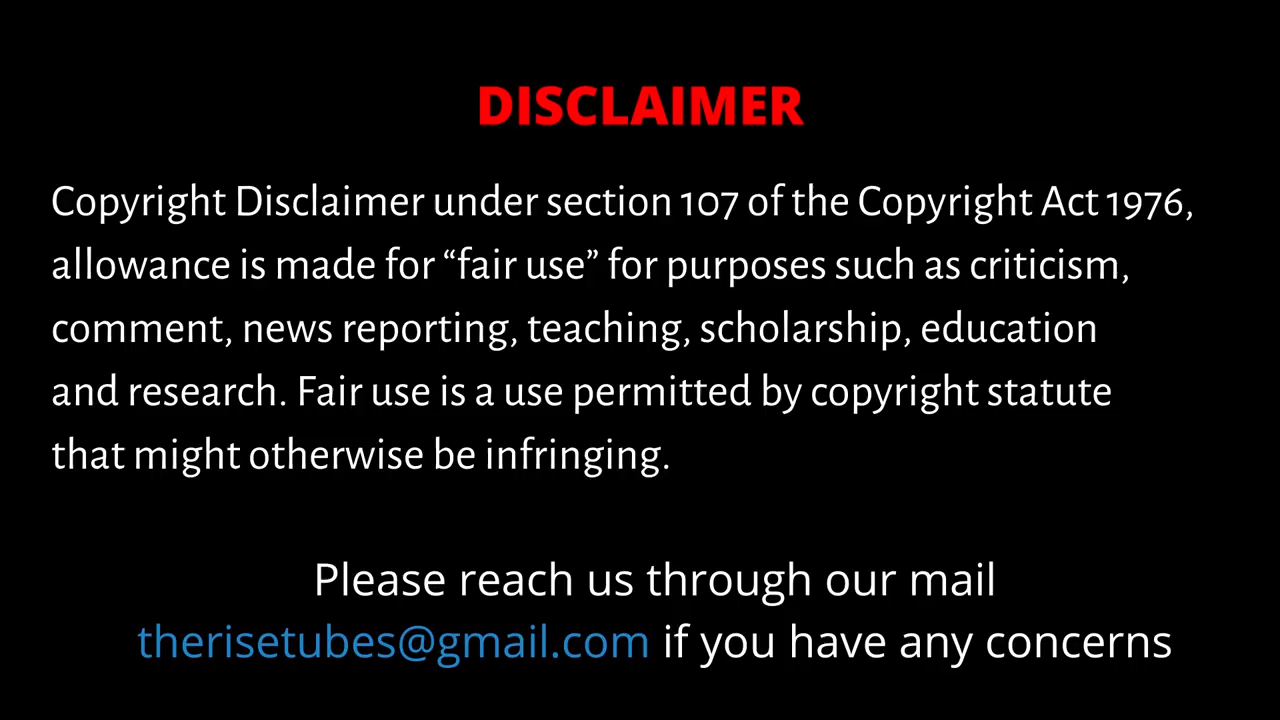 DISCLAIMER
Copyright Disclaimer under section 107 of the Copyright Act 1976,
allowance is made for “fair use” for purposes such as criticism,
comment, news reporting, teaching, scholarship, education
and research. Fair use is a use permitted by copyright statute
that might otherwise be infringing.
Please reach us through our mail
therisetubes@gmail.com if you have any concerns